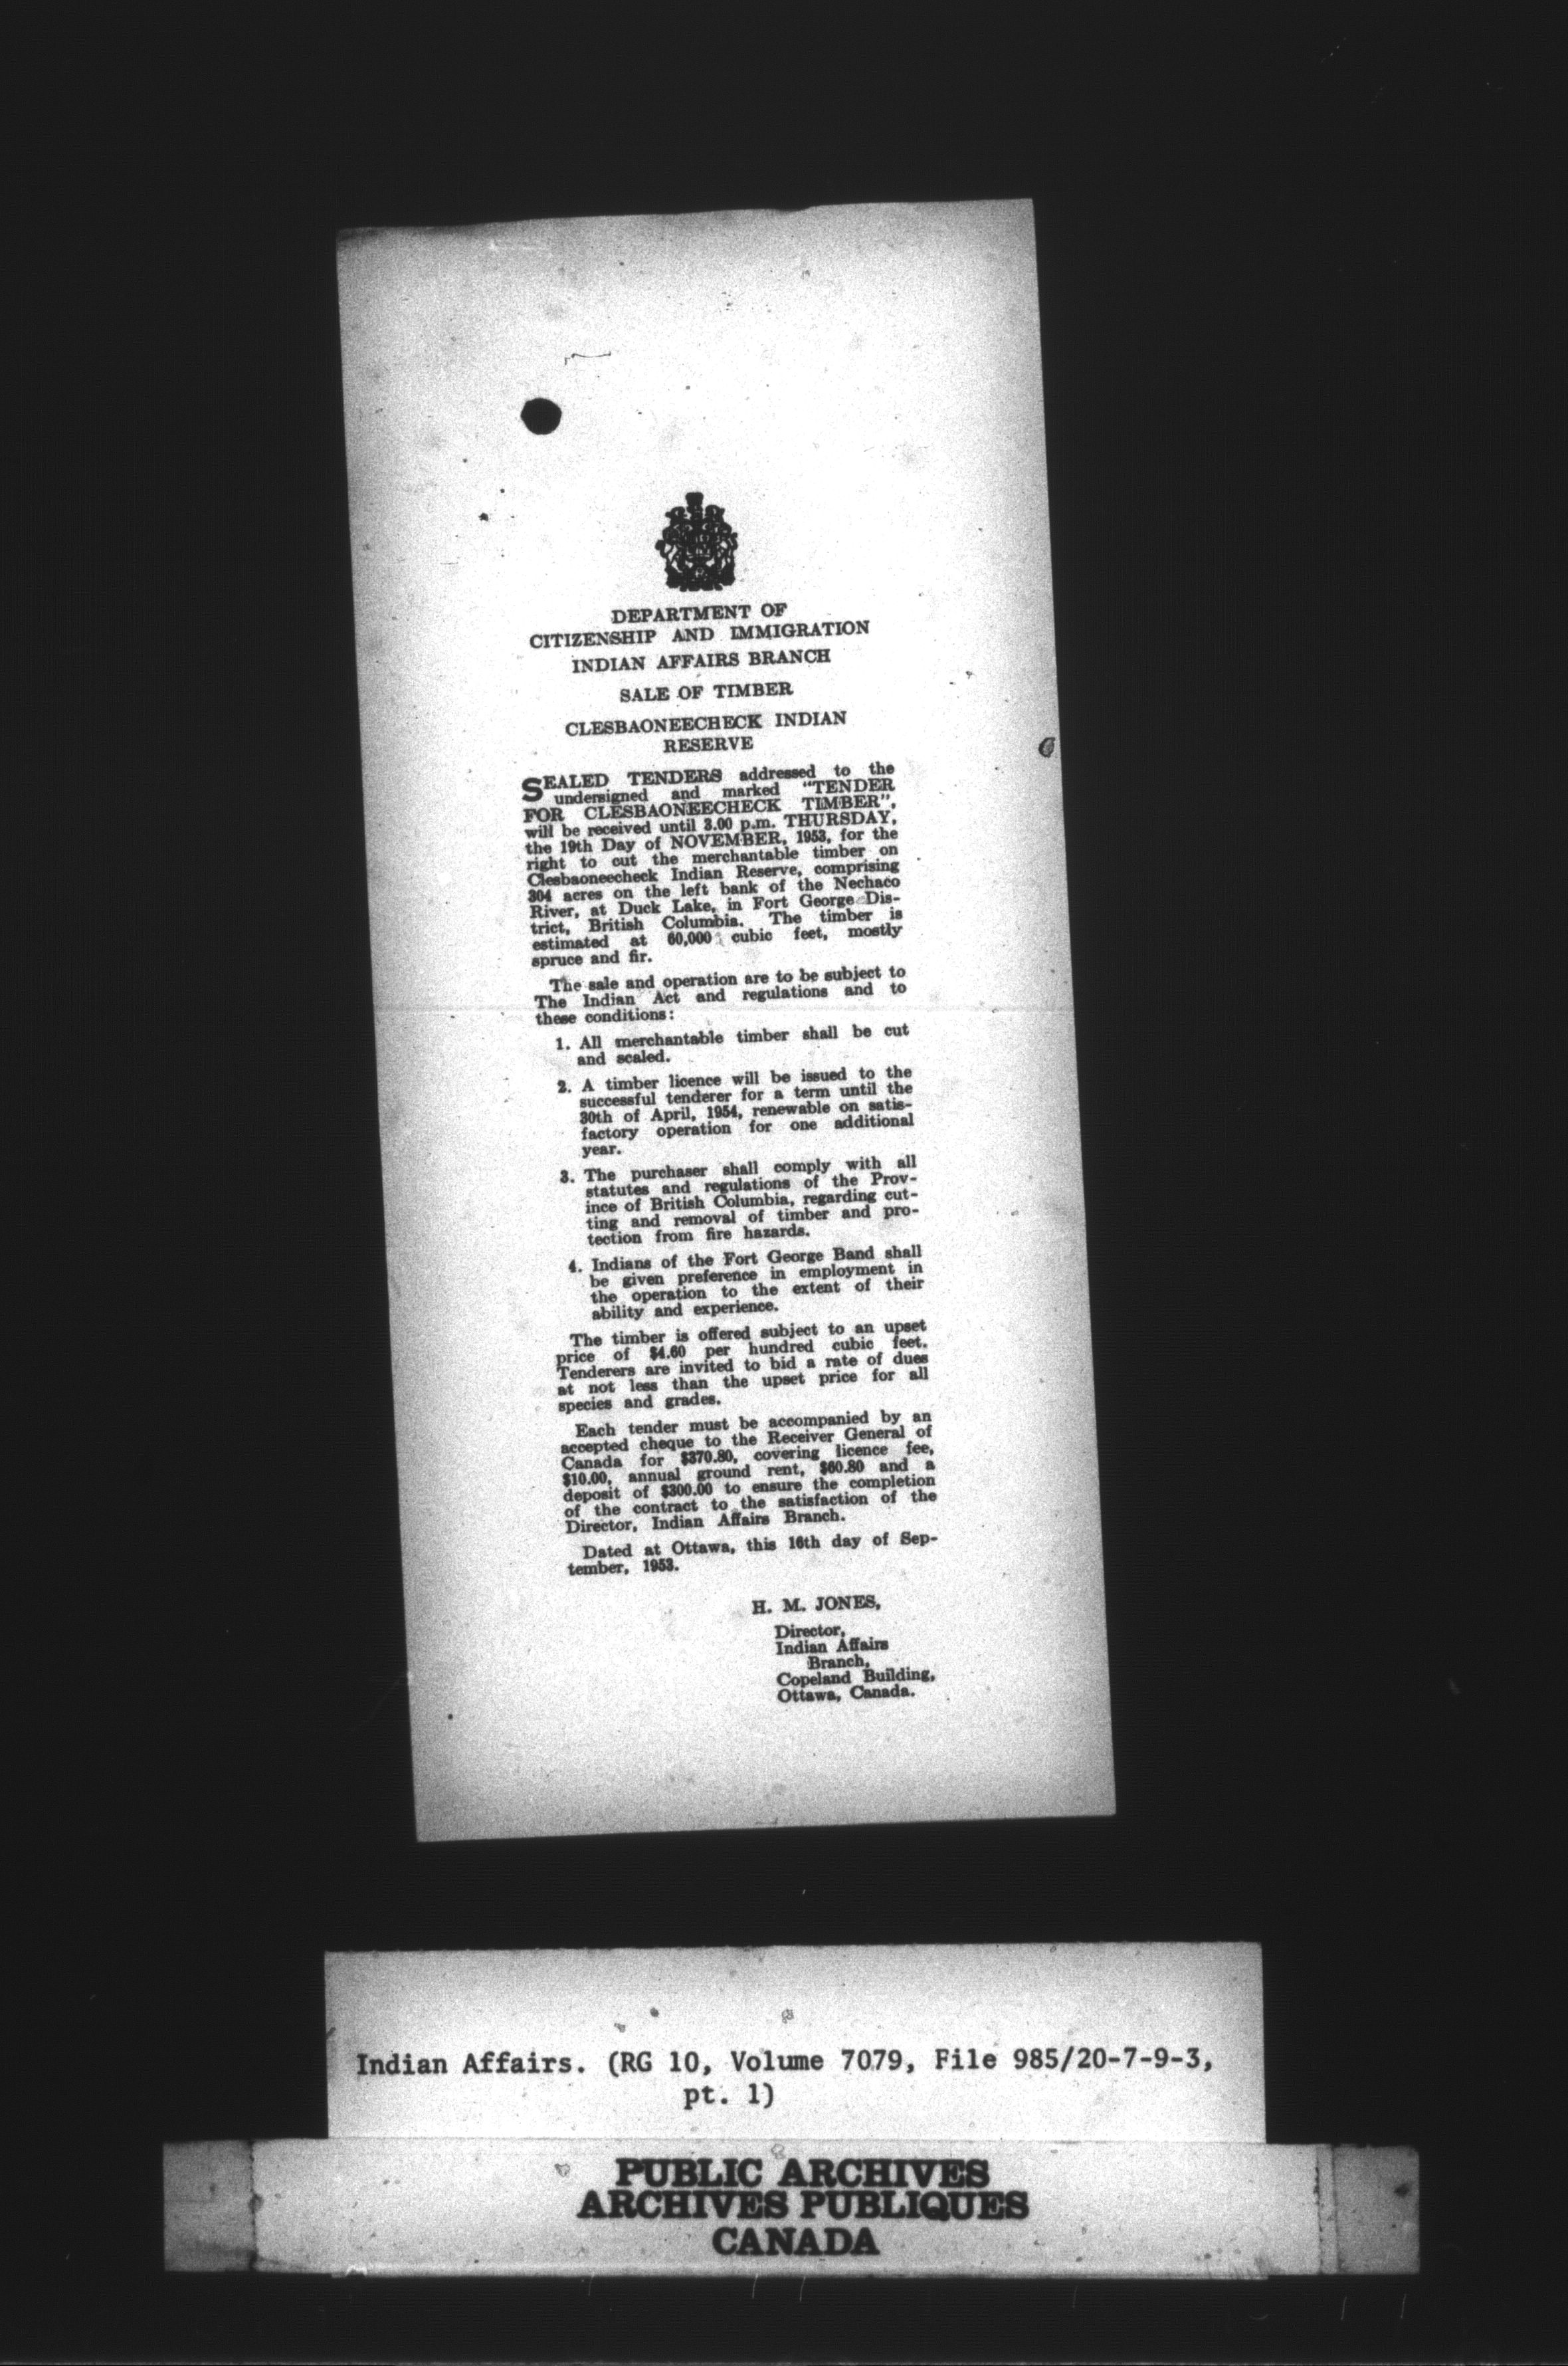 DEPARTMENT OF
CITIZENSHIP AND IMMIGRATION
INDIAN AFFAIRS BRANCH
SALE OF TIMBER
CLESBAONEECHECK INDIAN
RESERVE
SEALED TENDERS addressed to the
undersigned and marked "TENDER
FOR CLESBAONEECHECK TIMBER",
will be received until 3.00 p.m. THURSDAY,
the 19th Day of NOVEMBER, 1953, for the
right to cut the merchantable timber on
Clesbaoneecheck Indian Reserve, comprising
304 acres on the left bank of the Nechaco
River, at Duck Lake, in Fort George Dis-
trict, British Columbia. The timber is
estimated at 60,000 cubic feet, mostly
spruce and fir.
The sale and operation are to be subject to
The Indian Act and regulations and to
these conditions:
1. All merchantable timber shall be cut
and scaled.
2. A timber licence will be issued to the
successful tenderer for a term until the
30th of April, 1954, renewable on satis-
factory operation for one additional
year.
3. The purchaser shall comply with all
statutes and regulations of the Prov-
ince of British Columbia, regarding cut-
ting and removal of timber and pro-
tection from fire hazards.
4. Indians of the Fort George Band shall
be given preference in employment in
the operation to the extent of their
ability and experience.
The timber is offered subject to an upset
price of $4.60 per hundred cubic feet.
Tenderers are invited to bid a rate of dues
at not less than the upset price for all
species and grades.
Each tender must be accompanied by an
accepted cheque to the Receiver General of
Canada for $370.80, covering licence fee,
$10.00, annual ground rent, $60.80 and a
deposit of $300.00 to ensure the completion
of the contract to the satisfaction of the
Director, Indian Affairs Branch.
Dated at Ottawa, this 16th day of Sep-
tember, 1953.
H. M. JONES,
Director,
Indian Affairs
Branch,
Copeland Building,
Ottawa, Canada.
Indian Affairs. (RG 10, Volume 7079, File 985/20-7-9-3,
pt. 1)
PUBLIC ARCHIVES
ARCHIVES PUBLIQUES
CANADA